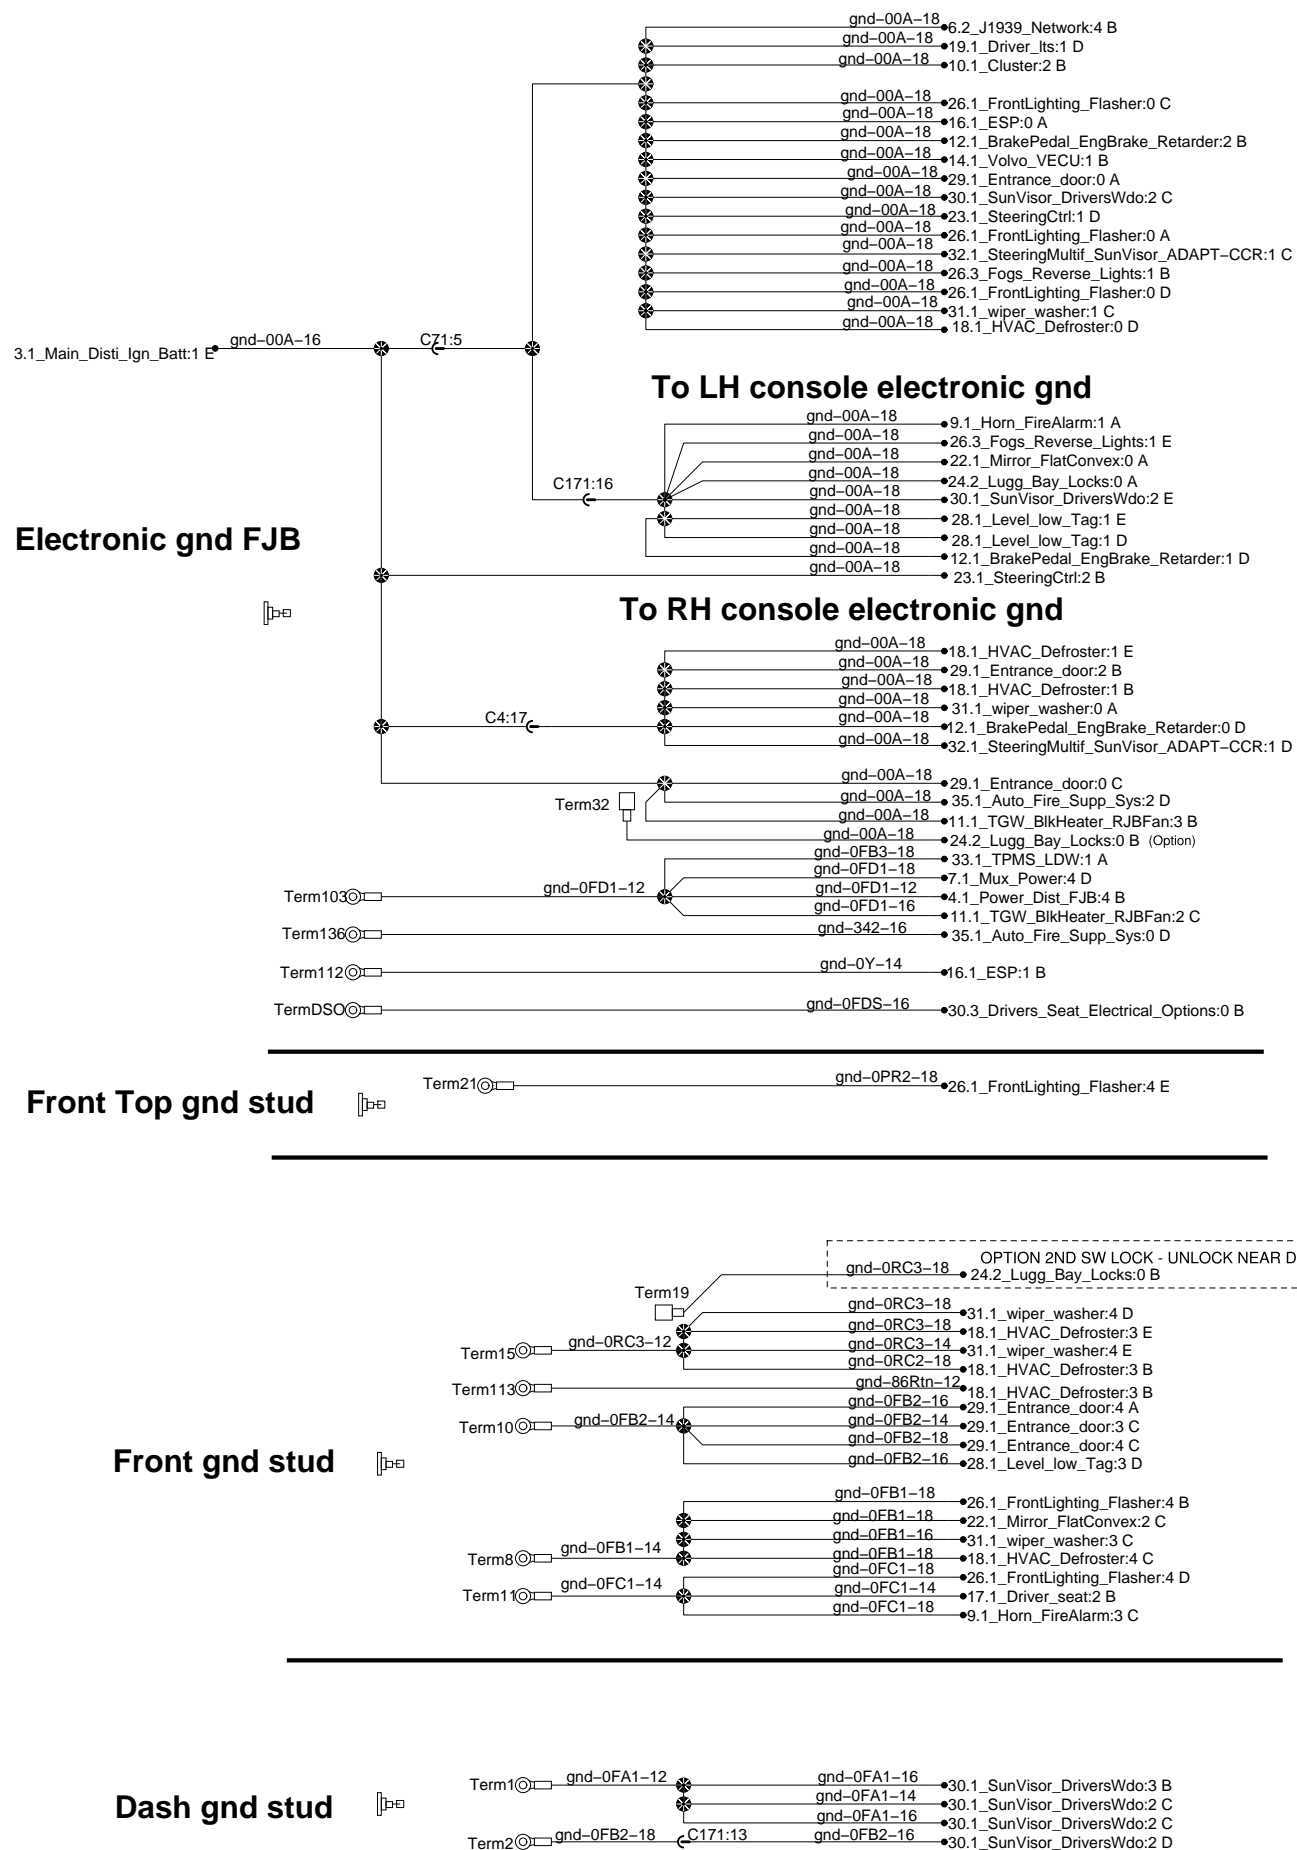 gnd–00A–18 6.2_J1939_Network:4 B
gnd–00A–18 19.1_Driver_lts:1 D
gnd–00A–18 10.1_Cluster:2 B
gnd–00A–18 26.1_FrontLighting_Flasher:0 C
gnd–00A–18 16.1_ESP:0 A
gnd–00A–18 12.1_BrakePedal_EngBrake_Retarder:2 B
gnd–00A–18 14.1_Volvo_VECU:1 B
gnd–00A–18 29.1_Entrance_door:0 A
gnd–00A–18 30.1_SunVisor_DriversWdo:2 C
gnd–00A–18 23.1_SteeringCtrl:1 D
gnd–00A–18 26.1_FrontLighting_Flasher:0 A
gnd–00A–18 32.1_SteeringMultif_SunVisor_ADAPT–CCR:1 C
gnd–00A–18 26.3_Fogs_Reverse_Lights:1 B
gnd–00A–18 26.1_FrontLighting_Flasher:0 D
gnd–00A–18 31.1_wiper_washer:1 C
gnd–00A–18 18.1_HVAC_Defroster:0 D
3.1_Main_Disti_Ign_Batt:1 E gnd–00A–16 C71:5
To LH console electronic gnd
gnd–00A–18 9.1_Horn_FireAlarm:1 A
gnd–00A–18 26.3_Fogs_Reverse_Lights:1 E
gnd–00A–18 22.1_Mirror_FlatConvex:0 A
gnd–00A–18 24.2_Lugg_Bay_Locks:0 A
C171:16 gnd–00A–18 30.1_SunVisor_DriversWdo:2 E
gnd–00A–18 28.1_Level_low_Tag:1 E
Electronic gnd FJB
gnd–00A–18 28.1_Level_low_Tag:1 D
gnd–00A–18 12.1_BrakePedal_EngBrake_Retarder:1 D
gnd–00A–18 23.1_SteeringCtrl:2 B
To RH console electronic gnd
gnd–00A–18 18.1_HVAC_Defroster:1 E
gnd–00A–18 29.1_Entrance_door:2 B
gnd–00A–18 18.1_HVAC_Defroster:1 B
gnd–00A–18 31.1_wiper_washer:0 A
C4:17 gnd–00A–18 12.1_BrakePedal_EngBrake_Retarder:0 D
gnd–00A–18 32.1_SteeringMultif_SunVisor_ADAPT–CCR:1 D
gnd–00A–18 29.1_Entrance_door:0 C
Term32 gnd–00A–18 35.1_Auto_Fire_Supp_Sys:2 D
gnd–00A–18 11.1_TGW_BlkHeater_RJBFan:3 B
gnd–00A–18 24.2_Lugg_Bay_Locks:0 B (Option)
gnd–0FB3–18 33.1_TPMS_LDW:1 A
gnd–0FD1–18 7.1_Mux_Power:4 D
Term103 gnd–0FD1–12 gnd–0FD1–12 4.1_Power_Dist_FJB:4 B
gnd–0FD1–16 11.1_TGW_BlkHeater_RJBFan:2 C
Term136 gnd–342–16 35.1_Auto_Fire_Supp_Sys:0 D
Term112 gnd–0Y–14 16.1_ESP:1 B
TermDSO gnd–0FDS–16 30.3_Drivers_Seat_Electrical_Options:0 B
Front Top gnd stud Term21 gnd–0PR2–18 26.1_FrontLighting_Flasher:4 E
OPTION 2ND SW LOCK - UNLOCK NEAR D
gnd–0RC3–18 24.2_Lugg_Bay_Locks:0 B
Term19
gnd–0RC3–18 31.1_wiper_washer:4 D
gnd–0RC3–18 18.1_HVAC_Defroster:3 E
Term15 gnd–0RC3–12 gnd–0RC3–14 31.1_wiper_washer:4 E
gnd–0RC2–18 18.1_HVAC_Defroster:3 B
Term113 gnd–86Rtn–12 18.1_HVAC_Defroster:3 B
gnd–0FB2–16 29.1_Entrance_door:4 A
Term10 gnd–0FB2–14 gnd–0FB2–14 29.1_Entrance_door:3 C
gnd–0FB2–18 29.1_Entrance_door:4 C
Front gnd stud gnd–0FB2–16 28.1_Level_low_Tag:3 D
gnd–0FB1–18 26.1_FrontLighting_Flasher:4 B
gnd–0FB1–18 22.1_Mirror_FlatConvex:2 C
gnd–0FB1–16 31.1_wiper_washer:3 C
Term8 gnd–0FB1–14 gnd–0FB1–18 18.1_HVAC_Defroster:4 C
gnd–0FC1–18 26.1_FrontLighting_Flasher:4 D
Term11 gnd–0FC1–14 gnd–0FC1–14 17.1_Driver_seat:2 B
gnd–0FC1–18 9.1_Horn_FireAlarm:3 C
Term1 gnd–0FA1–12 gnd–0FA1–16 30.1_SunVisor_DriversWdo:3 B
Dash gnd stud gnd–0FA1–14 30.1_SunVisor_DriversWdo:2 C
gnd–0FA1–16 30.1_SunVisor_DriversWdo:2 C
Term2 gnd–0FB2–18 C171:13 gnd–0FB2–16 30.1_SunVisor_DriversWdo:2 D